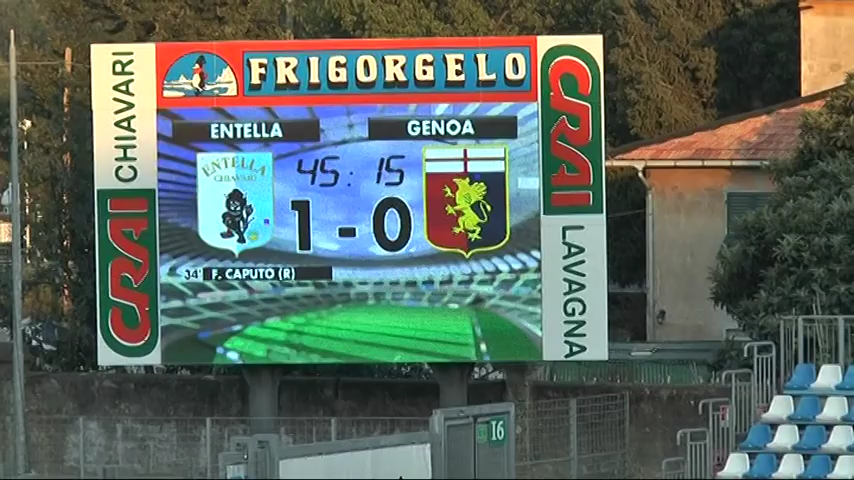 FRIGORGELO
CHIAVARI
CRAI
ENTELLA
GENOA
ENTELLA
CHIAVARI
45:15
1-0
34' F. CAPUTO (R)
CRAI
LAVAGNA
16